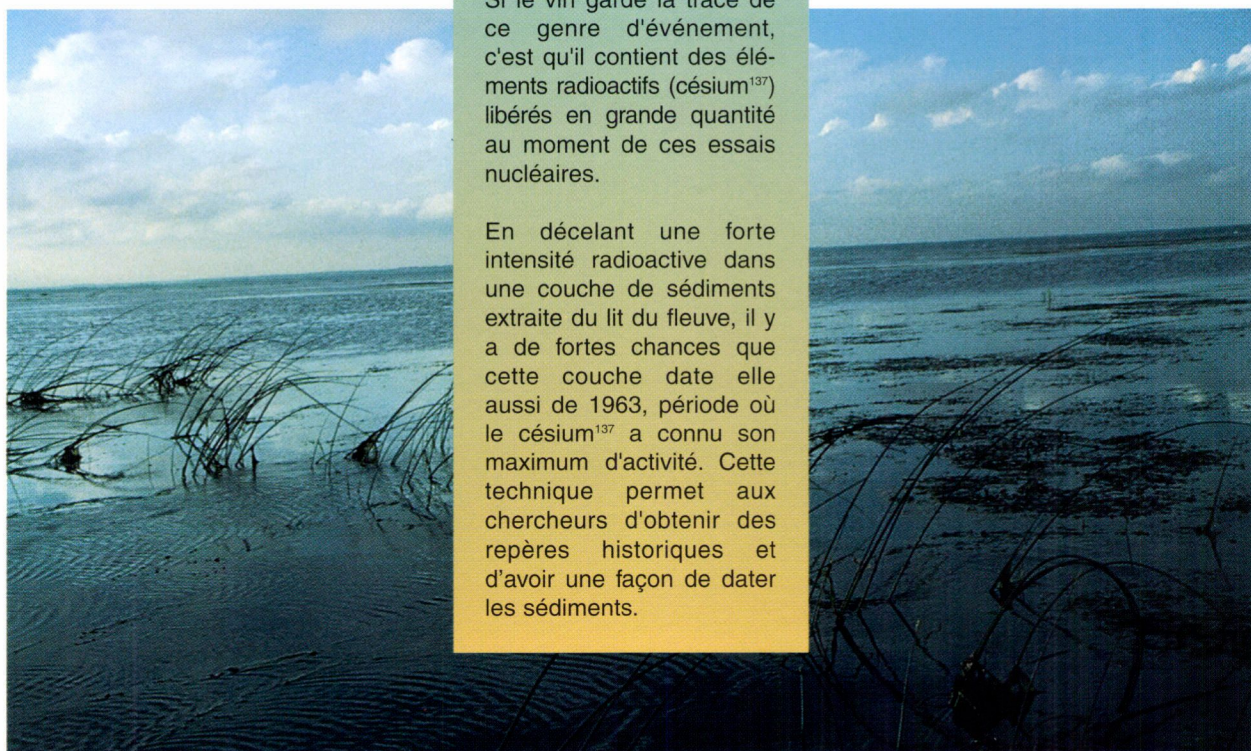 Si le vin garde la trace de
ce genre d'événement,
c'est qu'il contient des élé-
ments radioactifs (césium¹³⁷)
libérés en grande quantité
au moment de ces essais
nucléaires.

En décelant une forte
intensité radioactive dans
une couche de sédiments
extraite du lit du fleuve, il y
a de fortes chances que
cette couche date elle
aussi de 1963, période où
le césium¹³⁷ a connu son
maximum d'activité. Cette
technique permet aux
chercheurs d'obtenir des
repères historiques et
d'avoir une façon de dater
les sédiments.